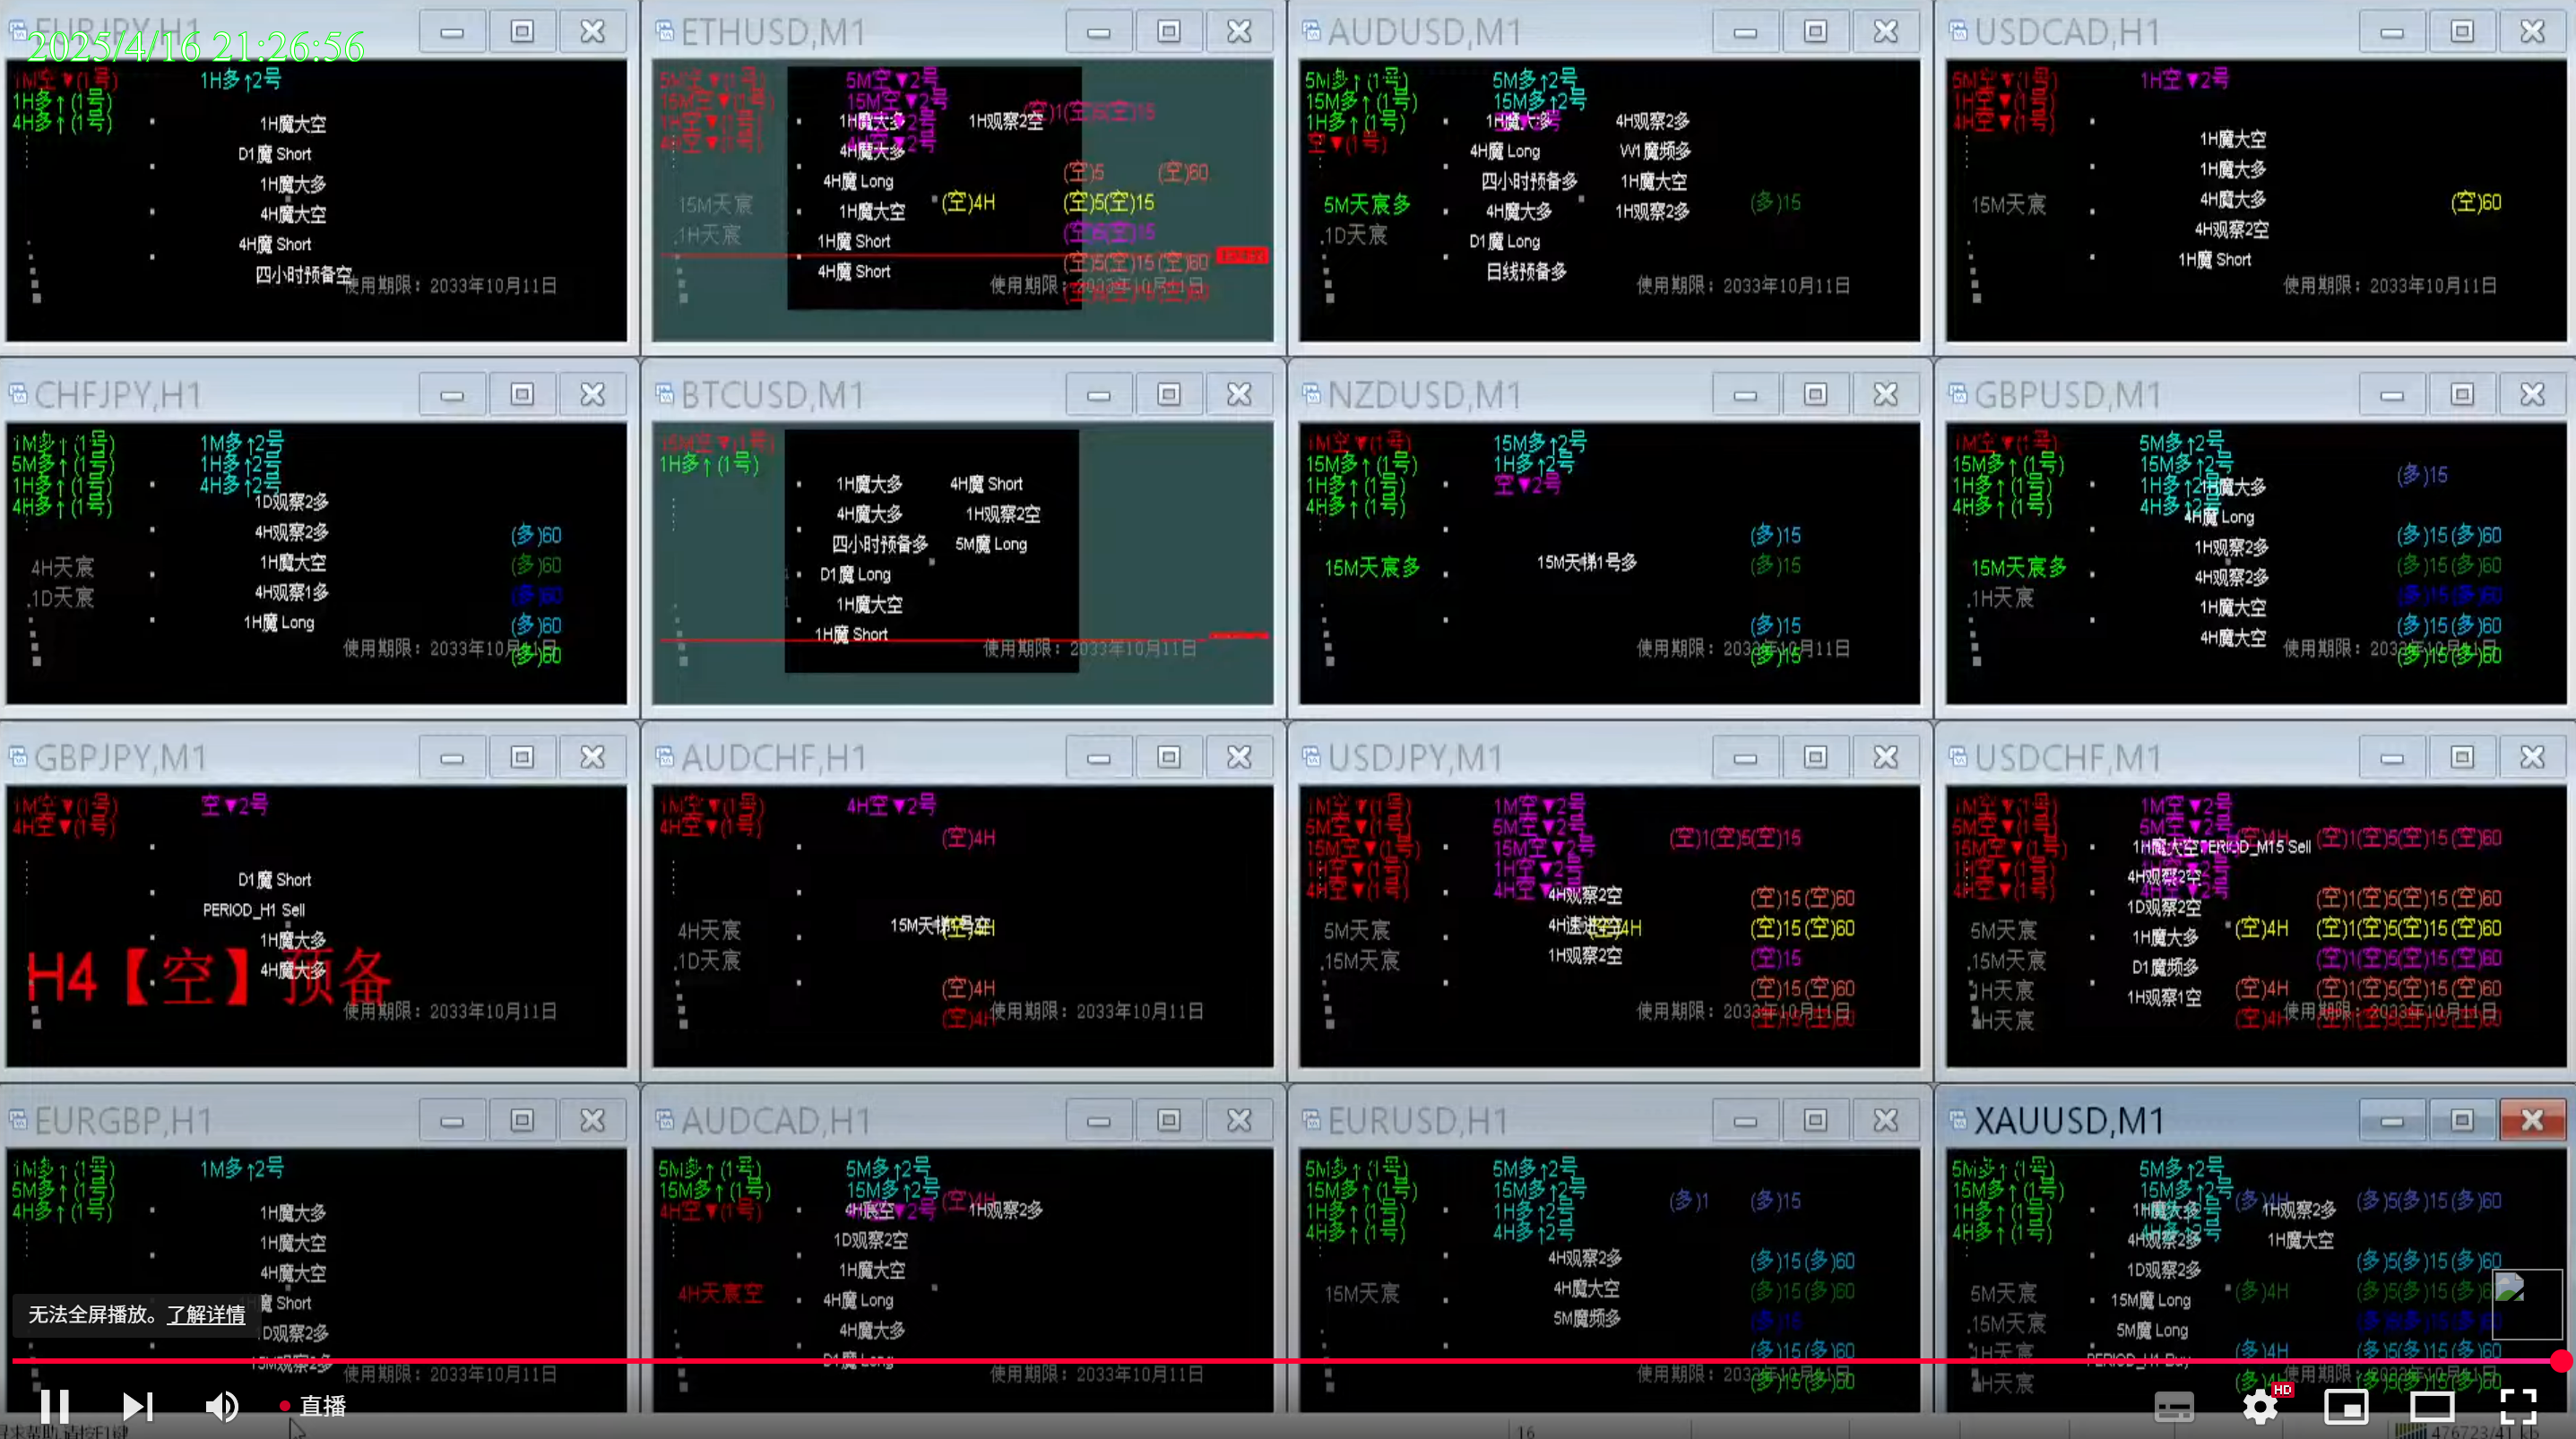 EURJPY,H1
2025/4/16 21:26:56
1M空▼(1号)
1H多↑(1号)
4H多↑(1号)
1H多↑2号
1H魔大空
D1魔 Short
1H魔大多
4H魔大空
4H魔 Short
四小时预备空
使用期限：2033年10月11日
ETHUSD,M1
5M空▼(1号)
15M空▼(1号)
1H空▼(1号)
4H空▼(1号)
5M空▼2号
15M空▼2号
1H魔大多
4H魔大多
4H魔 Long
1H魔大空
1H魔 Short
4H魔 Short
1H观察2空
15M天宸
.1H天宸
(空)4H
(空)1(空)5(空)15
(空)5 (空)60
(空)5(空)15
(空)5(空)15
(空)5(空)15(空)60
使用期限：2033年10月11日
AUDUSD,M1
5M多↑(1号)
15M多↑(1号)
1H多↑(1号)
空▼(1号)
5M多↑2号
15M多↑2号
1H魔大多
4H魔 Long
四小时预备多
4H魔大多
D1魔 Long
日线预备多
4H观察2多
W1魔频多
1H魔大空
1H观察2多
5M天宸多
.1D天宸
(多)15
使用期限：2033年10月11日
USDCAD,H1
5M空▼(1号)
1H空▼(1号)
4H空▼(1号)
1H空▼2号
1H魔大空
1H魔大多
4H魔大多
4H观察2空
1H魔 Short
15M天宸
(空)60
使用期限：2033年10月11日
CHFJPY,H1
1M多↑(1号)
5M多↑(1号)
1H多↑(1号)
4H多↑(1号)
1M多↑2号
1H多↑2号
4H多↑2号
1D观察2多
4H观察2多
1H魔大空
4H观察1多
1H魔 Long
4H天宸
.1D天宸
(多)60
(多)60
(多)60
(多)60
(多)60
使用期限：2033年10月11日
BTCUSD,M1
15M空▼(1号)
1H多↑(1号)
1H魔大多
4H魔大多
四小时预备多
D1魔 Long
1H魔大空
1H魔 Short
4H魔 Short
1H观察2空
5M魔 Long
使用期限：2033年10月11日
NZDUSD,M1
1M空▼(1号)
15M多↑(1号)
1H多↑(1号)
4H多↑(1号)
15M多↑2号
1H多↑2号
空▼2号
15M天梯1号多
15M天宸多
(多)15
(多)15
(多)15
(多)15
使用期限：2033年10月11日
GBPUSD,M1
1M空▼(1号)
15M多↑(1号)
1H多↑(1号)
4H多↑(1号)
5M多↑2号
15M多↑2号
1H多↑2号
4H多↑2号
1H魔大多
4H魔 Long
1H观察2多
4H观察2多
1H魔大空
4H魔大空
15M天宸多
.1H天宸
(多)15
(多)15(多)60
(多)15(多)60
(多)15(多)60
(多)15(多)60
(多)15(多)60
使用期限：2033年10月11日
GBPJPY,M1
1M空▼(1号)
4H空▼(1号)
空▼2号
D1魔 Short
PERIOD_H1 Sell
1H魔大多
4H魔大多
H4【空】预备
使用期限：2033年10月11日
AUDCHF,H1
1M空▼(1号)
4H空▼(1号)
4H空▼2号
(空)4H
4H天宸
.1D天宸
15M天梯1号空
(空)4H
(空)4H
(空)4H
使用期限：2033年10月11日
USDJPY,M1
1M空▼(1号)
5M空▼(1号)
15M空▼(1号)
1H空▼(1号)
4H空▼(1号)
1M空▼2号
5M空▼2号
15M空▼2号
1H空▼2号
4H空▼2号
4H观察2空
1H观察2空
5M天宸
.15M天宸
(空)1(空)5(空)15
(空)15(空)60
(空)15(空)60
(空)15
(空)15(空)60
(空)15(空)60
使用期限：2033年10月11日
USDCHF,M1
1M空▼(1号)
5M空▼(1号)
15M空▼(1号)
1H空▼(1号)
4H空▼(1号)
1M空▼2号
5M空▼2号
1H魔大空
PERIOD_M15 Sell
4H观察2空
1D观察2空
1H魔大多
D1魔频多
1H观察1空
5M天宸
.15M天宸
1H天宸
4H天宸
(空)4H (空)1(空)5(空)15(空)60
(空)1(空)5(空)15(空)60
(空)4H (空)1(空)5(空)15(空)60
(空)1(空)5(空)15(空)60
(空)4H (空)1(空)5(空)15(空)60
(空)4H
使用期限：2033年10月11日
EURGBP,H1
1M多↑(1号)
5M多↑(1号)
4H多↑(1号)
1M多↑2号
1H魔大多
1H魔大空
4H魔大空
魔 Short
1D观察2多
15M观察2多
使用期限：2033年10月11日
AUDCAD,H1
5M多↑(1号)
15M多↑(1号)
4H空▼(1号)
5M多↑2号
15M多↑2号
4H空▼2号
(空)4H
1H观察2多
1D观察2空
1H魔大空
4H魔 Long
4H魔大多
D1魔 Long
4H天宸空
使用期限：2033年10月11日
EURUSD,H1
5M多↑(1号)
15M多↑(1号)
1H多↑(1号)
4H多↑(1号)
5M多↑2号
15M多↑2号
1H多↑2号
4H多↑2号
4H观察2多
4H魔大空
5M魔频多
15M天宸
(多)1 (多)15
(多)15(多)60
(多)15(多)60
(多)15
(多)15(多)60
(多)15(多)60
使用期限：2033年10月11日
XAUUSD,M1
5M多↑(1号)
15M多↑(1号)
1H多↑(1号)
4H多↑(1号)
5M多↑2号
15M多↑2号
1H魔大多
4H观察2多
1D观察2多
15M魔 Long
5M魔 Long
PERIOD_H1 Buy
1H观察2多
1H魔大空
5M天宸
.15M天宸
1H天宸
4H天宸
(多)4H (多)5(多)15(多)60
(多)5(多)15(多)60
(多)4H (多)5(多)15(多)
(多)4H (多)5(多)15(多)60
使用期限：2033年10月11日
无法全屏播放。了解详情
直播
HD
16
476723/41 kb